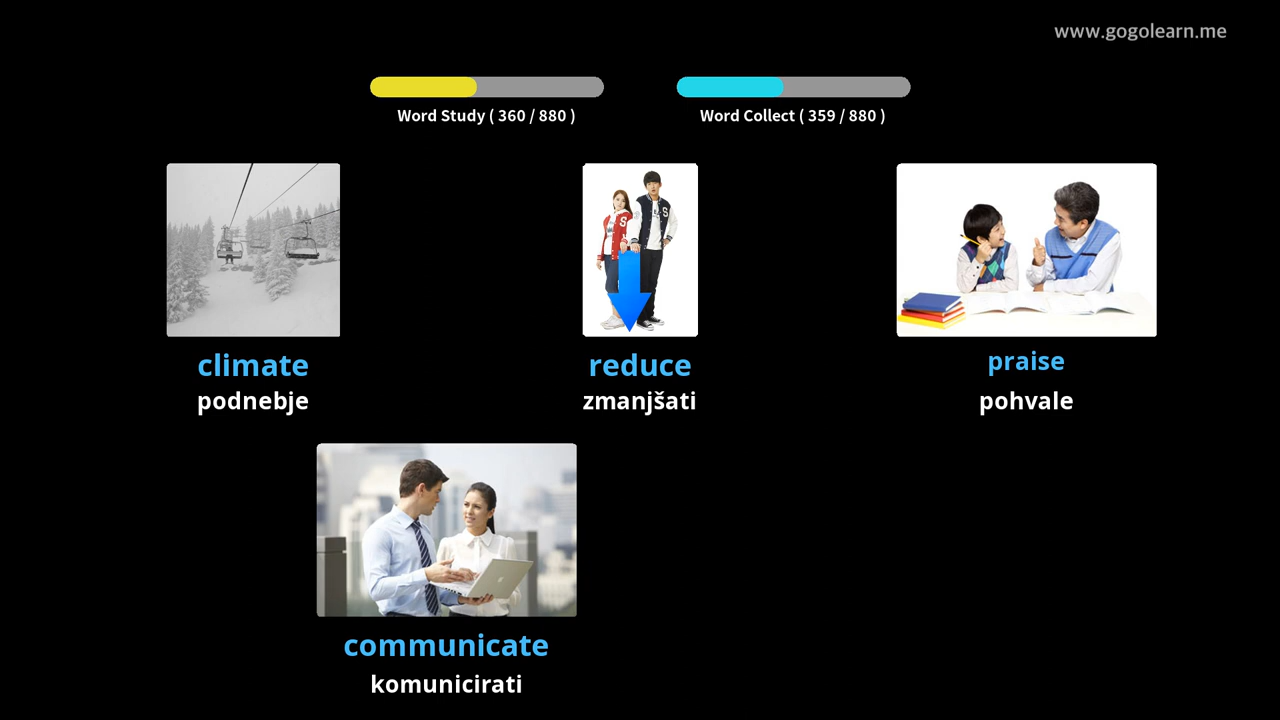 www.gogolearn.me
Word Study ( 360 / 880 )
Word Collect ( 359 / 880 )
climate
podnebje
reduce
zmanjšati
praise
pohvale
S
S
communicate
komunicirati